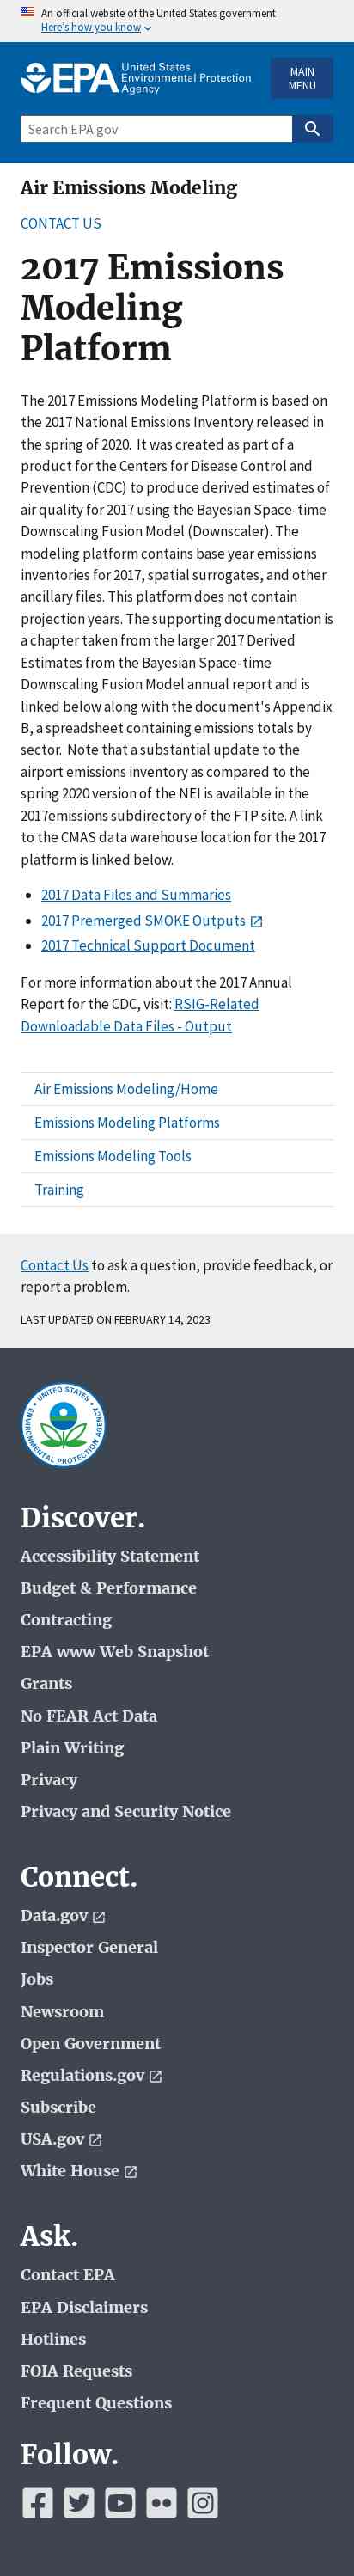 An official website of the United States government
Here's how you know
EPA United States
Environmental Protection
Agency
MAIN
MENU
Search EPA.gov
Air Emissions Modeling
CONTACT US
2017 Emissions
Modeling
Platform
The 2017 Emissions Modeling Platform is based on
the 2017 National Emissions Inventory released in
spring of 2020.  It was created as part of a
product for the Centers for Disease Control and
Prevention (CDC) to produce derived estimates of
air quality for 2017 using the Bayesian Space-time
Downscaling Fusion Model (Downscaler). The
modeling platform contains base year emissions
inventories for 2017, spatial surrogates, and other
ancillary files. This platform does not contain
projection years. The supporting documentation is
a chapter taken from the larger 2017 Derived
Estimates from the Bayesian Space-time
Downscaling Fusion Model annual report and is
linked below along with the document's Appendix
B, a spreadsheet containing emissions totals by
sector.  Note that a substantial update to the
airport emissions inventory as compared to the
spring 2020 version of the NEI is available in the
2017emissions subdirectory of the FTP site. A link
to the CMAS data warehouse location for the 2017
platform is linked below.
• 2017 Data Files and Summaries
• 2017 Premerged SMOKE Outputs
• 2017 Technical Support Document
For more information about the 2017 Annual
Report for the CDC, visit: RSIG-Related
Downloadable Data Files - Output
Air Emissions Modeling/Home
Emissions Modeling Platforms
Emissions Modeling Tools
Training
Contact Us to ask a question, provide feedback, or
report a problem.
LAST UPDATED ON FEBRUARY 14, 2023
UNITED STATES
ENVIRONMENTAL PROTECTION AGENCY
Discover.
Accessibility Statement
Budget & Performance
Contracting
EPA www Web Snapshot
Grants
No FEAR Act Data
Plain Writing
Privacy
Privacy and Security Notice
Connect.
Data.gov
Inspector General
Jobs
Newsroom
Open Government
Regulations.gov
Subscribe
USA.gov
White House
Ask.
Contact EPA
EPA Disclaimers
Hotlines
FOIA Requests
Frequent Questions
Follow.